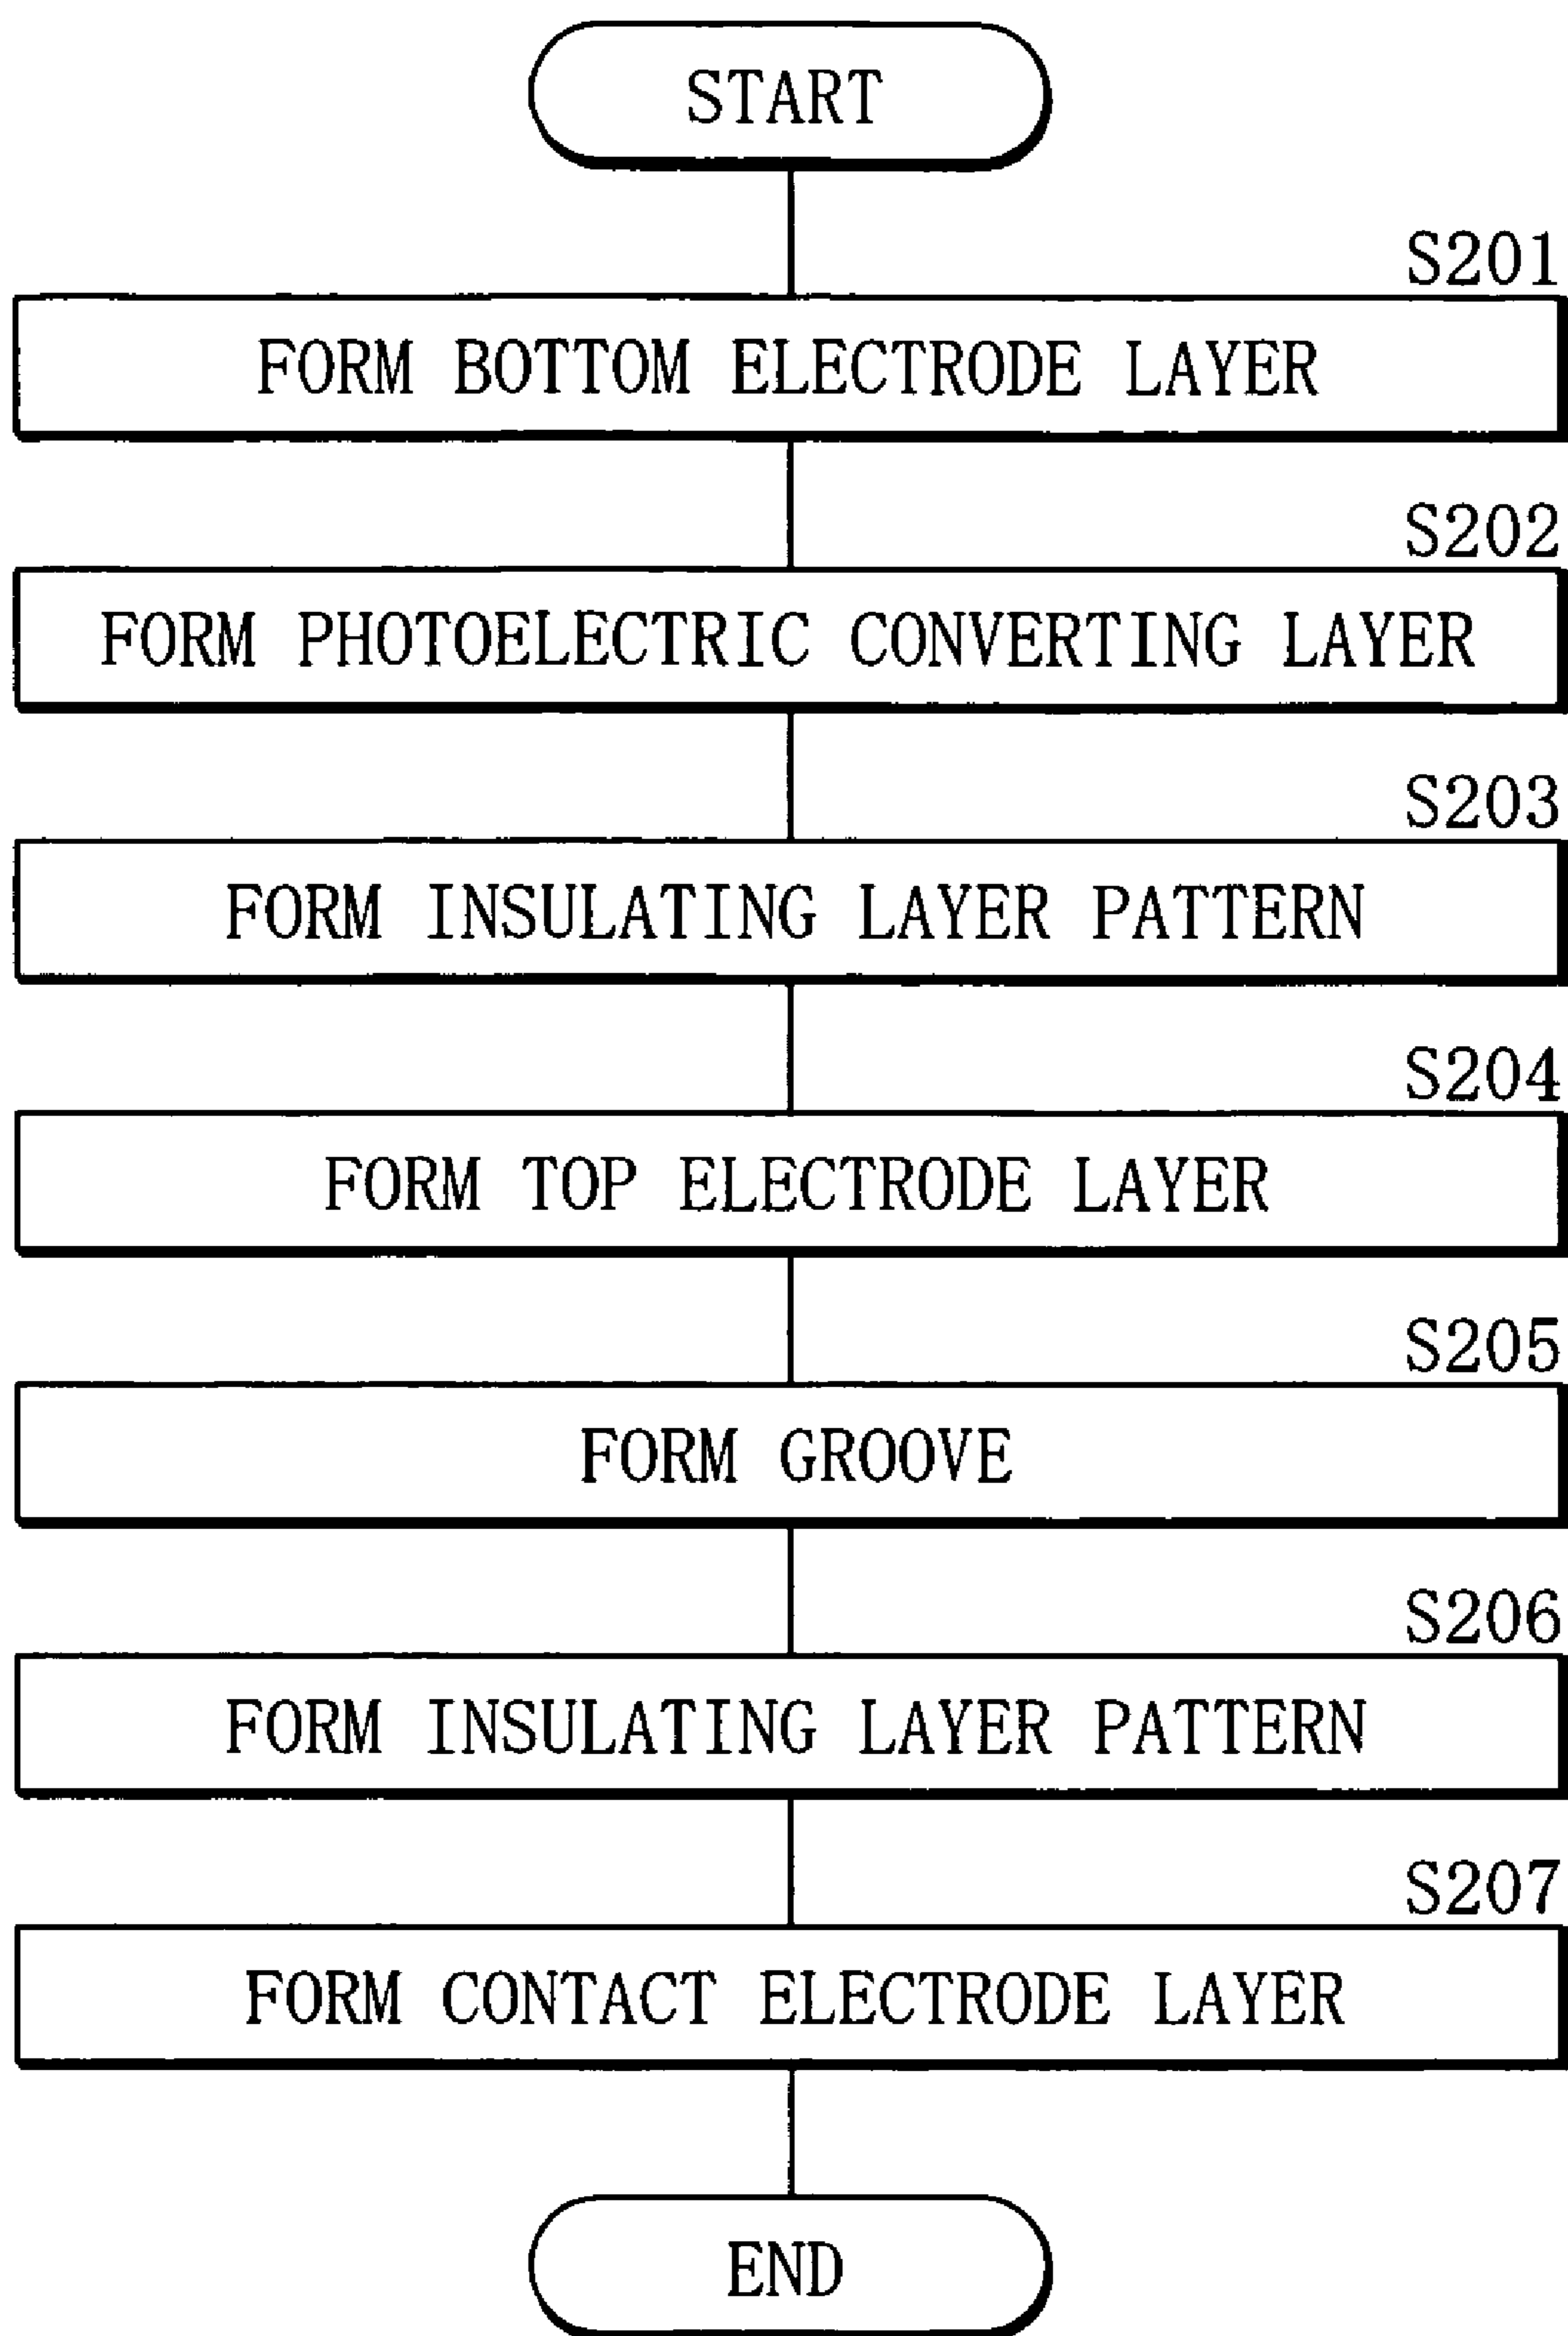 START
S201
FORM BOTTOM ELECTRODE LAYER
S202
FORM PHOTOELECTRIC CONVERTING LAYER
S203
FORM INSULATING LAYER PATTERN
S204
FORM TOP ELECTRODE LAYER
S205
FORM GROOVE
S206
FORM INSULATING LAYER PATTERN
S207
FORM CONTACT ELECTRODE LAYER
END